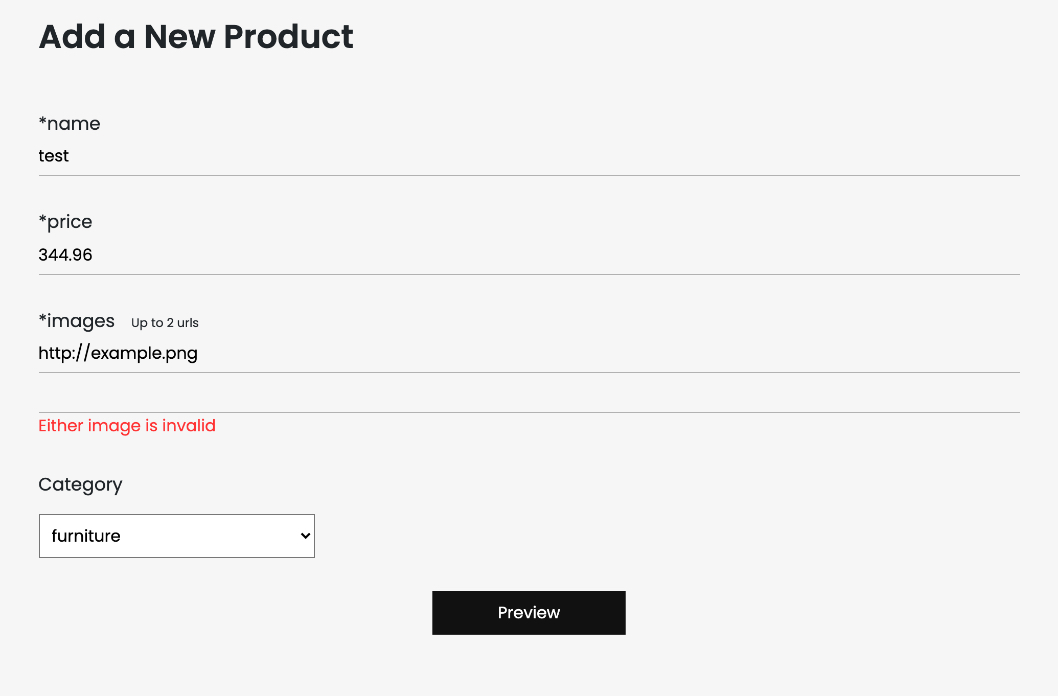 Add a New Product
*name
test
*price
344.96
*images Up to 2 urls
http://example.png
Either image is invalid
Category
furniture
Preview